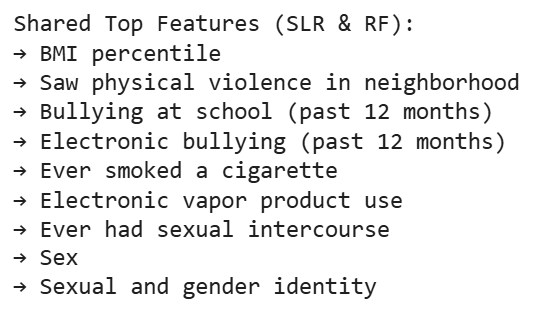 Shared Top Features (SLR & RF):
→ BMI percentile
→ Saw physical violence in neighborhood
→ Bullying at school (past 12 months)
→ Electronic bullying (past 12 months)
→ Ever smoked a cigarette
→ Electronic vapor product use
→ Ever had sexual intercourse
→ Sex
→ Sexual and gender identity